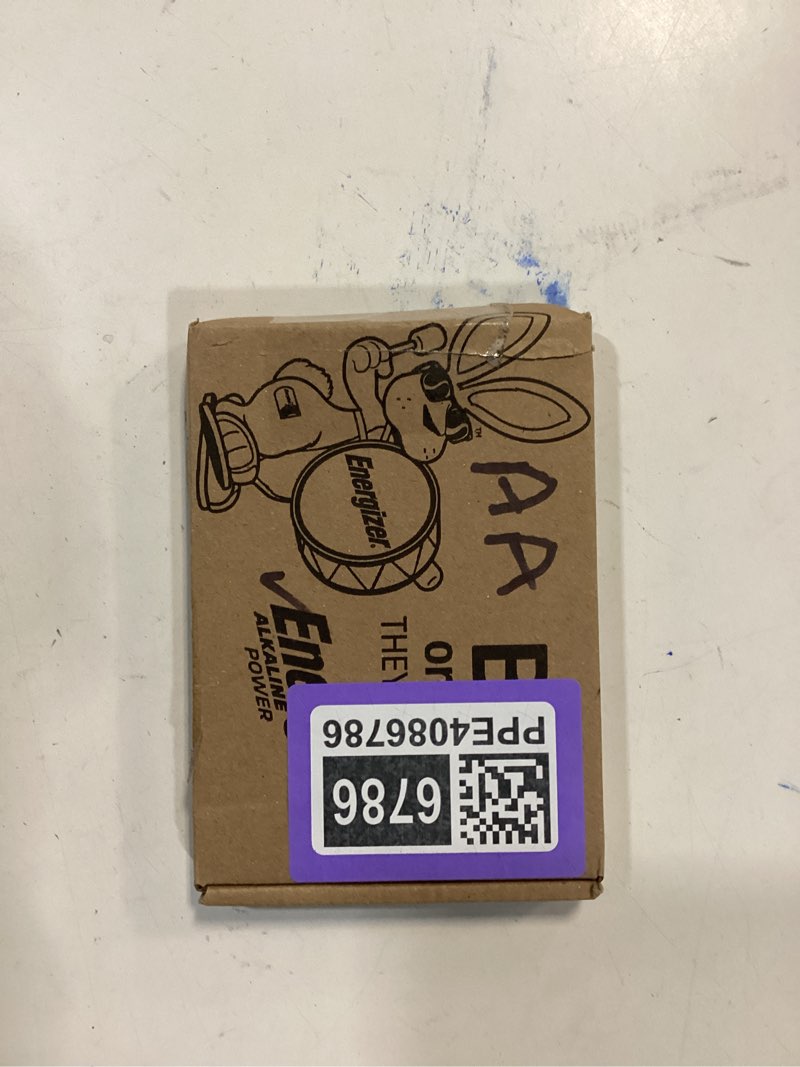 AA
Energizer.
THEY
ALKALINE
POWER
PPE4086786
6786